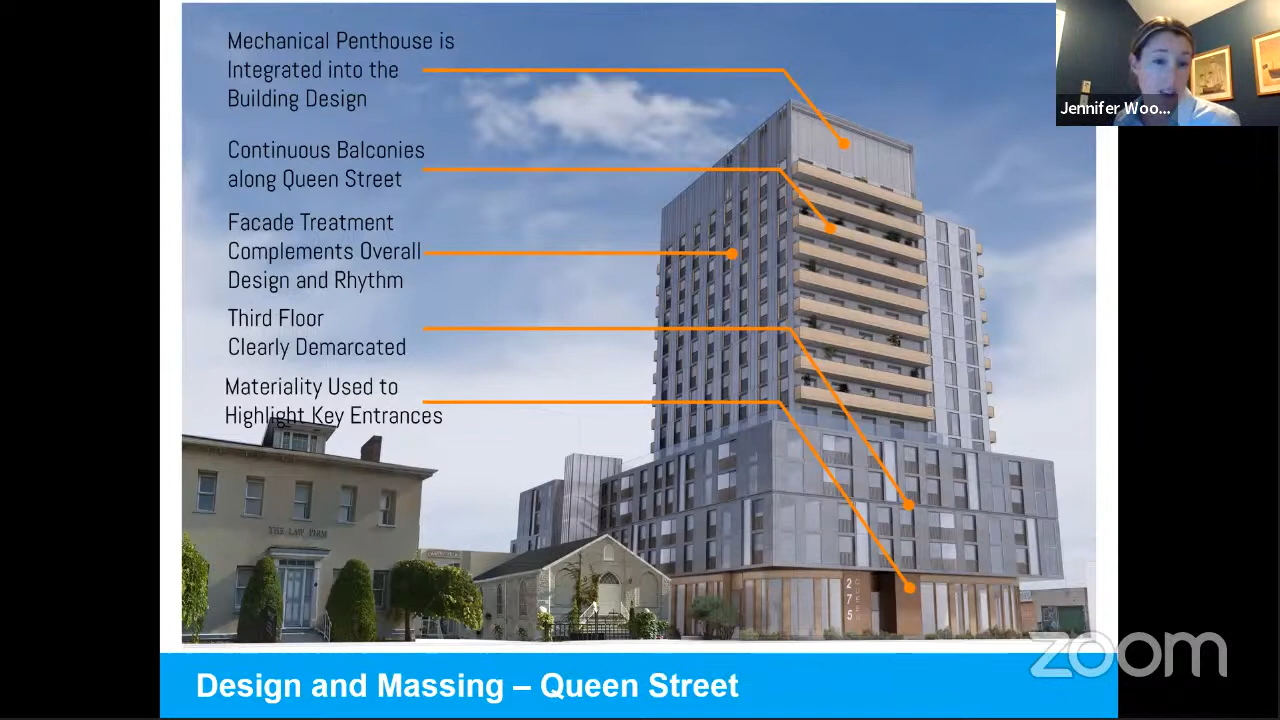 Mechanical Penthouse is
Integrated into the
Building Design
Jennifer Woo...
Continuous Balconies
along Queen Street
Facade Treatment
Complements Overall
Design and Rhythm
Third Floor
Clearly Demarcated
Materiality Used to
Highlight Key Entrances
THE LAW FIRM
275
QUEEN
zoom
Design and Massing – Queen Street